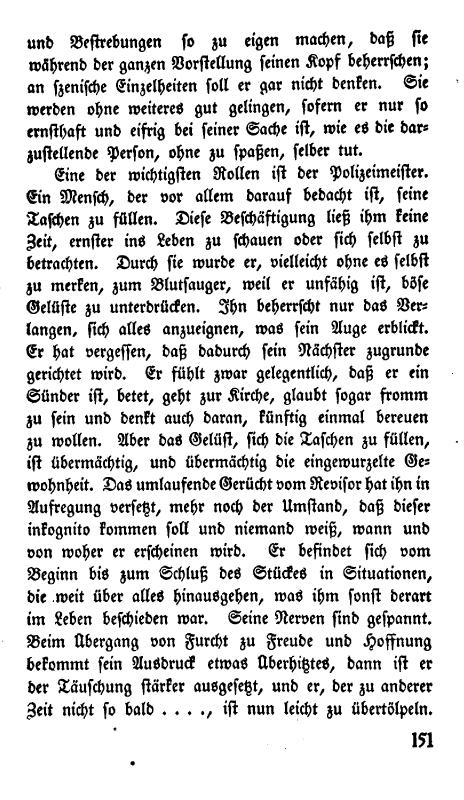 und Bestrebungen so zu eigen machen, daß sie
während der ganzen Vorstellung seinen Kopf beherrschen;
an szenische Einzelheiten soll er gar nicht denken. Sie
werden ohne weiteres gut gelingen, sofern er nur so
ernsthaft und eifrig bei seiner Sache ist, wie es die dar-
zustellende Person, ohne zu spaßen, selber tut.
Eine der wichtigsten Rollen ist der Polizeimeister.
Ein Mensch, der vor allem darauf bedacht ist, seine
Taschen zu füllen. Diese Beschäftigung ließ ihm keine
Zeit, ernster ins Leben zu schauen oder sich selbst zu
betrachten. Durch sie wurde er, vielleicht ohne es selbst
zu merken, zum Blutsauger, weil er unfähig ist, böse
Gelüste zu unterdrücken. Ihn beherrscht nur das Ver-
langen, sich alles anzueignen, was sein Auge erblickt.
Er hat vergessen, daß dadurch sein Nächster zugrunde
gerichtet wird. Er fühlt zwar gelegentlich, daß er ein
Sünder ist, betet, geht zur Kirche, glaubt sogar fromm
zu sein und denkt auch daran, künftig einmal bereuen
zu wollen. Aber das Gelüst, sich die Taschen zu füllen,
ist übermächtig, und übermächtig die eingewurzelte Ge-
wohnheit. Das umlaufende Gerücht vom Revisor hat ihn in
Aufregung versetzt, mehr noch der Umstand, daß dieser
inkognito kommen soll und niemand weiß, wann und
von woher er erscheinen wird. Er befindet sich vom
Beginn bis zum Schluß des Stückes in Situationen,
die weit über alles hinausgehen, was ihm sonst derart
im Leben beschieden war. Seine Nerven sind gespannt.
Beim Übergang von Furcht zu Freude und Hoffnung
bekommt sein Ausdruck etwas Überhitztes, dann ist er
der Täuschung stärker ausgesetzt, und er, der zu anderer
Zeit nicht so bald . . . ., ist nun leicht zu übertölpeln.
151